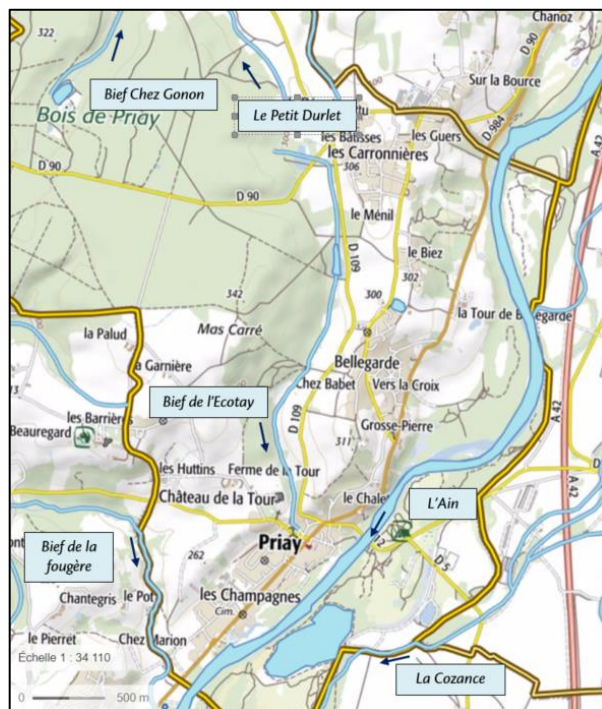 322
Chanoz
D 90
Bief Chez Gonon
Sur la Bource
Bois de Priay
Le Petit Durlet
tu
300
D 984
A 42
les Batisses
les Guers
les Carronnières
D 90
306
D 90
le Ménil
D 109
le Biez
302
342
300
la Tour de Bellegarde
la Palud
Mas Carré
la Garnière
Bellegarde
Chez Babet
Vers la Croix
Bief de l'Ecotay
les Barrières
D 109
A 42
Beauregard
311
Grosse-Pierre
les Huttins
Ferme de la Tour
A 42
le Chalet
L'Ain
Château de la Tour
Bief de la
fougère
Priay
262
D 5
Chantegris
le Pot
les Champagnes
Cim.
le Pierret
Chez Marion
Échelle 1 : 34 110
La Cozance
0
500 m